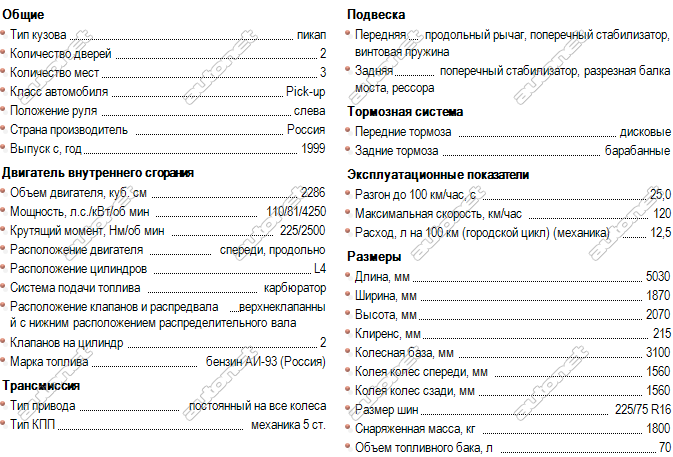 Общие
Тип кузова пикап
Количество дверей 2
Количество мест 3
Класс автомобиля Pick-up
Положение руля слева
Страна производитель Россия
Выпуск с, год 1999
Двигатель внутреннего сгорания
Объем двигателя, куб. см 2286
Мощность, л.с./кВт/об мин 110/81/4250
Крутящий момент, Нм/об мин 225/2500
Расположение двигателя спереди, продольно
Расположение цилиндров L4
Система подачи топлива карбюратор
Расположение клапанов и распредвала верхнеклапанны
й с нижним расположением распределительного вала
Клапанов на цилиндр 2
Марка топлива бензин АИ-93 (Россия)
Трансмиссия
Тип привода постоянный на все колеса
Тип КПП механика 5 ст.
Подвеска
Передняя продольный рычаг, поперечный стабилизатор,
винтовая пружина
Задняя поперечный стабилизатор, разрезная балка
моста, рессора
Тормозная система
Передние тормоза дисковые
Задние тормоза барабанные
Эксплуатационные показатели
Разгон до 100 км/час, с 25,0
Максимальная скорость, км/час 120
Расход, л на 100 км (городской цикл) (механика) 12,5
Размеры
Длина, мм 5030
Ширина, мм 1870
Высота, мм 2070
Клиренс, мм 215
Колесная база, мм 3100
Колея колес спереди, мм 1560
Колея колес сзади, мм 1560
Размер шин 225/75 R16
Снаряженная масса, кг 1800
Объем топливного бака, л 70